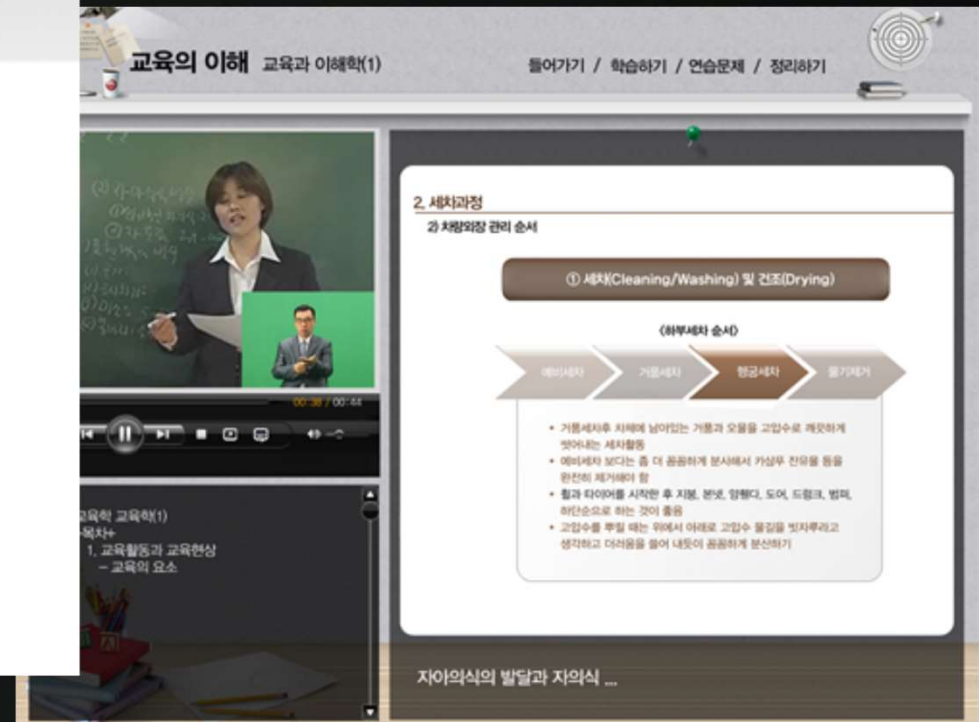 교육의 이해 교육과 이해학(1)
들어가기 / 학습하기 / 연습문제 / 정리하기
00:38 / 00:44
교육학 교육학(1)
1. 교육활동과 교육현상
– 교육의 요소
2. 세차과정
2) 차량외장 관리 순서
① 세차(Cleaning/Washing) 및 건조(Drying)
<하부세차 순서>
예비세차 거품세차 헹굼세차 물기제거
• 거품세차후 차체에 남아있는 거품과 오물을 고압수로 깨끗하게
씻어내는 세차활동
• 예비세차 보다는 좀 더 꼼꼼하게 분사해서 카샴푸 잔유물 등을
완전히 제거해야 함
• 휠과 타이어를 시작한 후 지붕, 본넷, 양휀다, 도어, 드렁크, 범퍼,
하단순으로 하는 것이 좋음
• 고압수를 뿌릴 때는 위에서 아래로 고압수 물길을 빗자루라고
생각하고 더러움을 쓸어 내듯이 꼼꼼하게 분산하기
자아의식의 발달과 자의식 ...